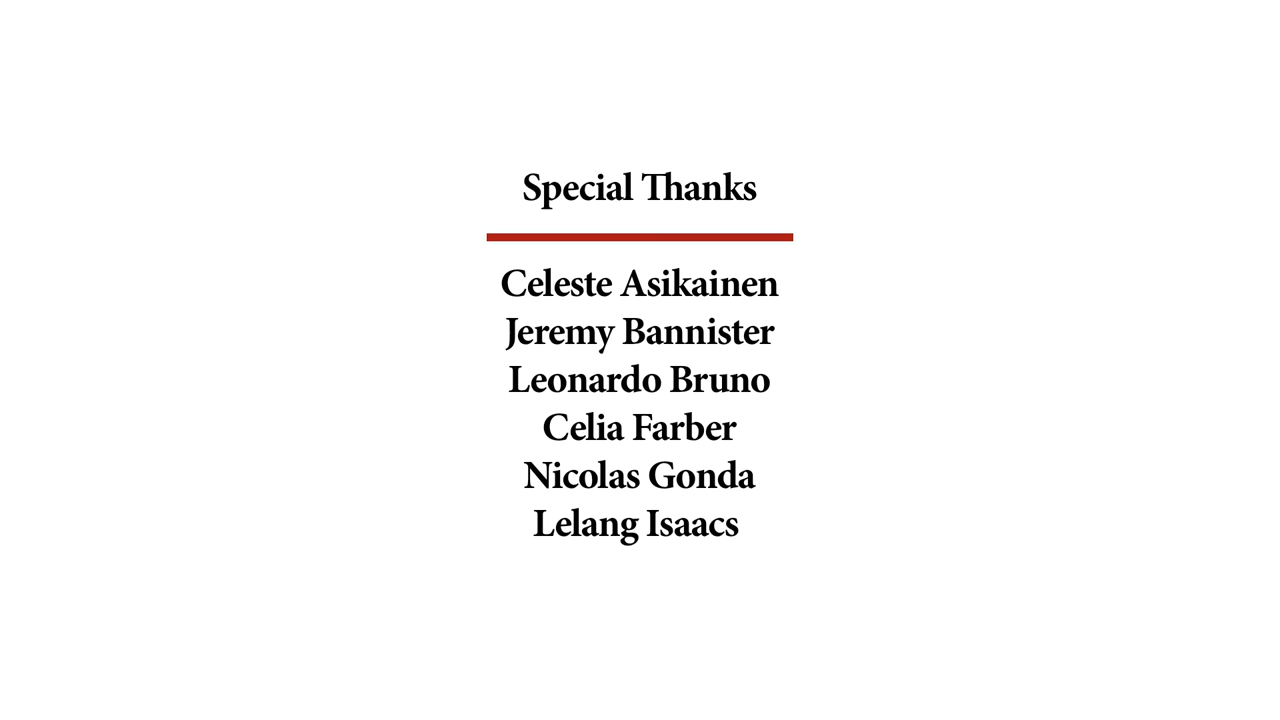 Special Thanks
Celeste Asikainen
Jeremy Bannister
Leonardo Bruno
Celia Farber
Nicolas Gonda
Lelang Isaacs